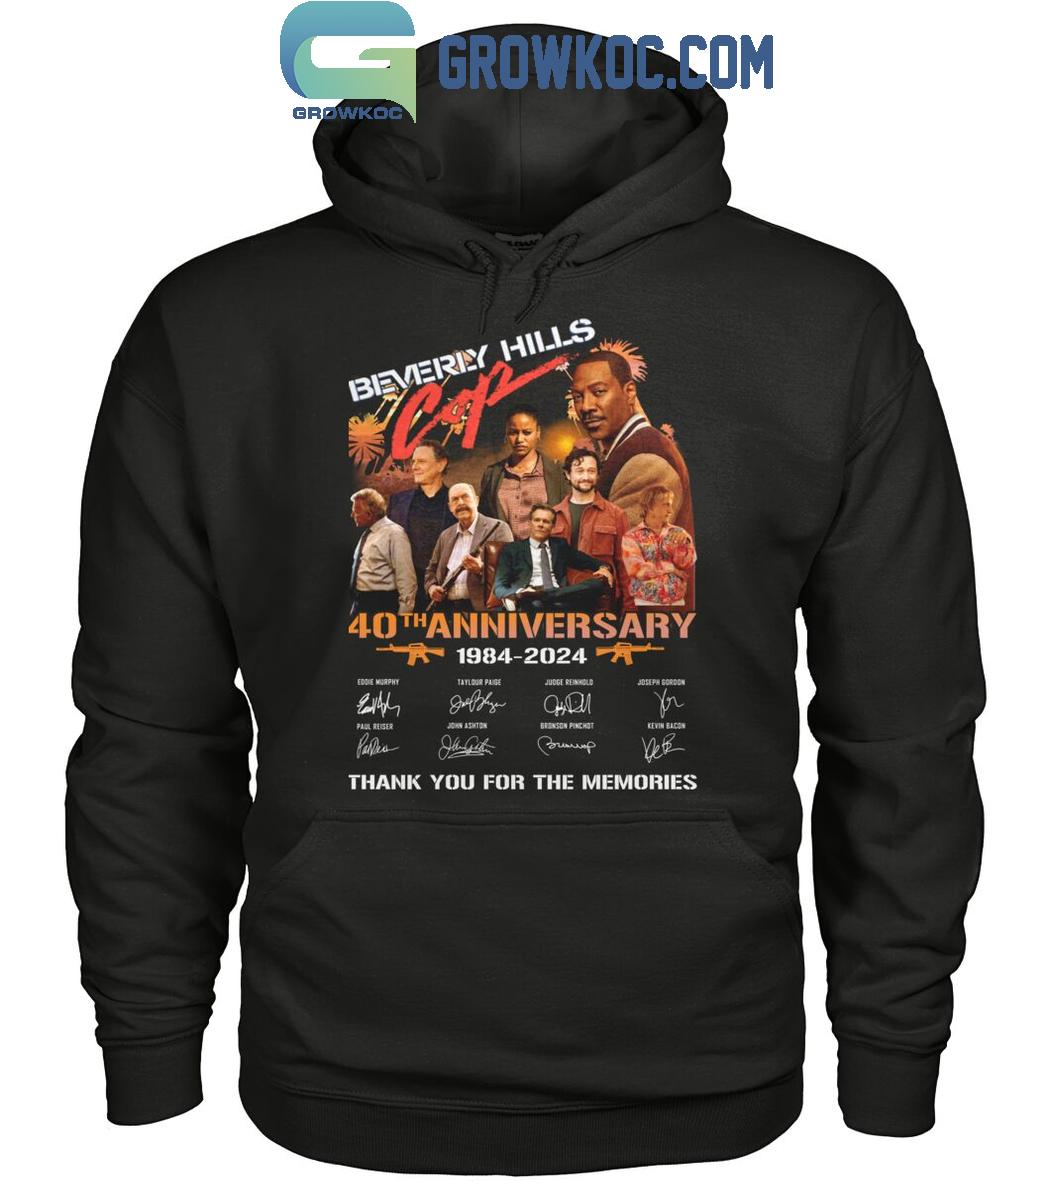 GROWKOC.COM
GROWKOC
BEVERLY HILLS
Cop
40TH ANNIVERSARY
1984-2024
EDDIE MURPHY TAYLOUR PAIGE JUDGE REINHOLD JOSEPH GORDON
PAUL REISER JOHN ASHTON BRONSON PINCHOT KEVIN BACON
THANK YOU FOR THE MEMORIES